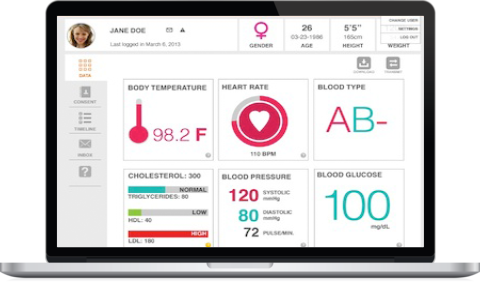 JANE DOE
Last logged in March 6, 2015
GENDER
26
03-23-1986
AGE
5'5"
165cm
HEIGHT
WEIGHT
CHANGE USER
SETTINGS
LOG OUT
DATA
CONSENT
TIMELINE
INBOX
?
DOWNLOAD
TRANSMIT
BODY TEMPERATURE
98.2 F
HEART RATE
110 BPM
BLOOD TYPE
AB-
CHOLESTEROL: 300
NORMAL
TRIGLYCERIDES: 80
LOW
HDL: 40
HIGH
LDL: 180
BLOOD PRESSURE
120 SYSTOLIC mmHg
80 DIASTOLIC mmHg
72 PULSE/MIN.
BLOOD GLUCOSE
100
mg/dL